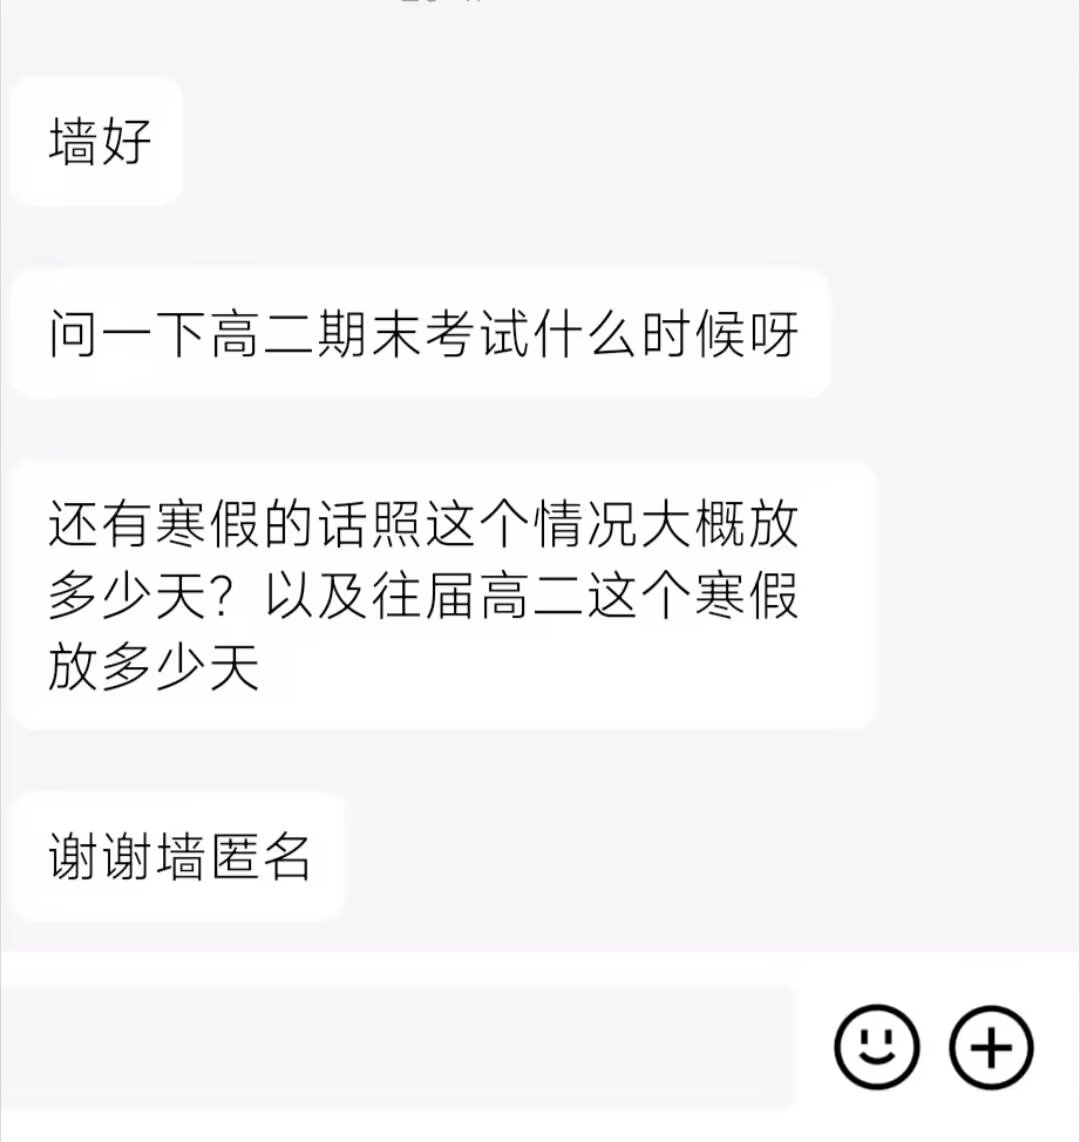 墙好
问一下高二期末考试什么时候呀
还有寒假的话照这个情况大概放
多少天？以及往届高二这个寒假
放多少天
谢谢墙匿名